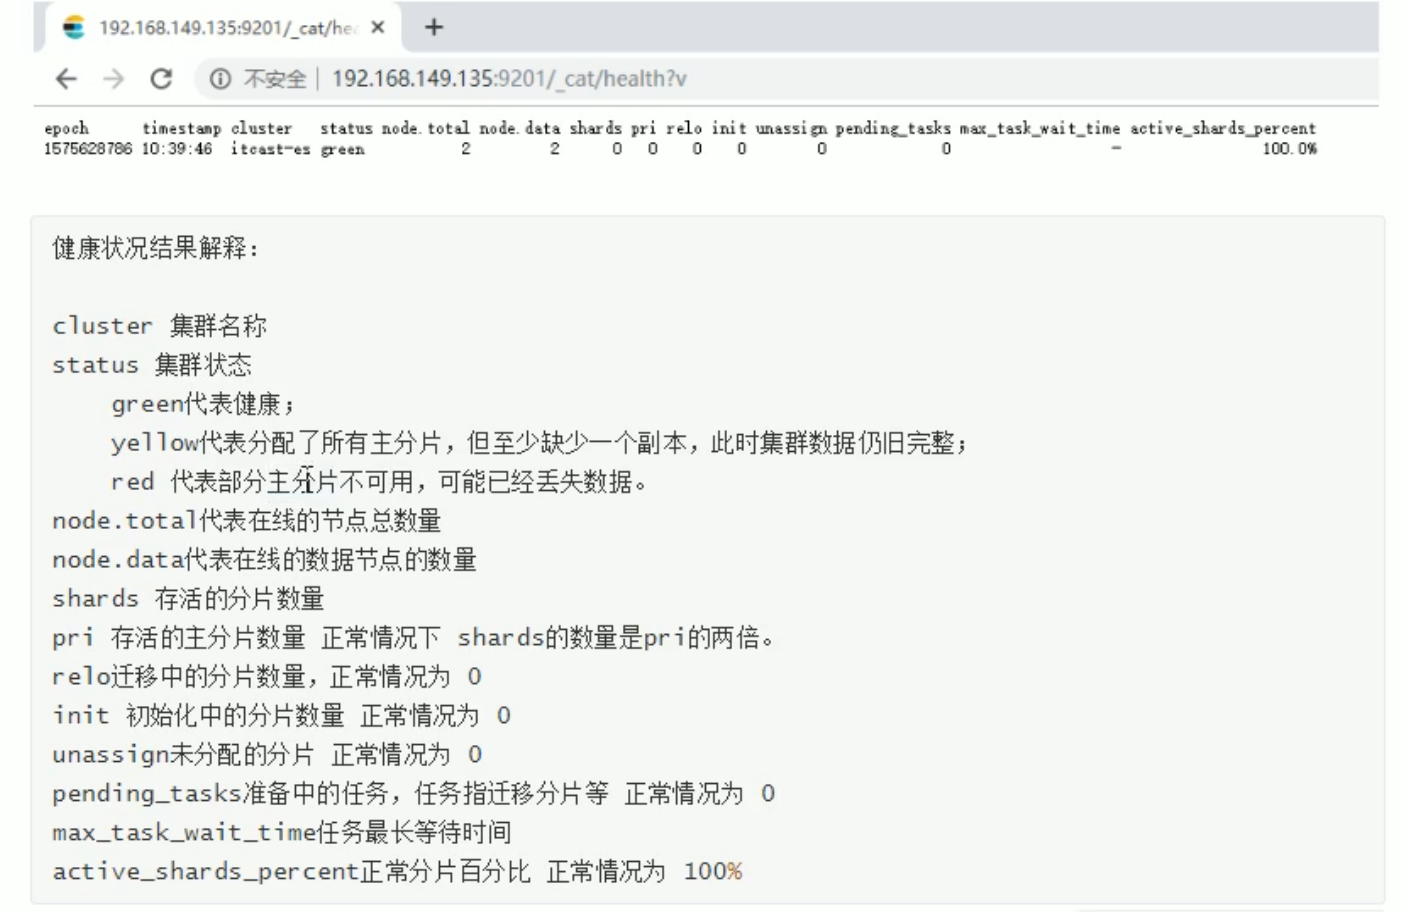 192.168.149.135:9201/_cat/hea
不安全 | 192.168.149.135:9201/_cat/health?v
epoch timestamp cluster status node.total node.data shards pri relo init unassign pending_tasks max_task_wait_time active_shards_percent
1575628786 10:39:46 itcast-es green 2 2 0 0 0 0 0 0 - 100.0%
健康状况结果解释：
cluster 集群名称
status 集群状态
green代表健康；
yellow代表分配了所有主分片，但至少缺少一个副本，此时集群数据仍旧完整；
red 代表部分主分片不可用，可能已经丢失数据。
node.total代表在线的节点总数量
node.data代表在线的数据节点的数量
shards 存活的分片数量
pri 存活的主分片数量 正常情况下 shards的数量是pri的两倍。
relo迁移中的分片数量，正常情况为 0
init 初始化中的分片数量 正常情况为 0
unassign未分配的分片 正常情况为 0
pending_tasks准备中的任务，任务指迁移分片等 正常情况为 0
max_task_wait_time任务最长等待时间
active_shards_percent正常分片百分比 正常情况为 100%